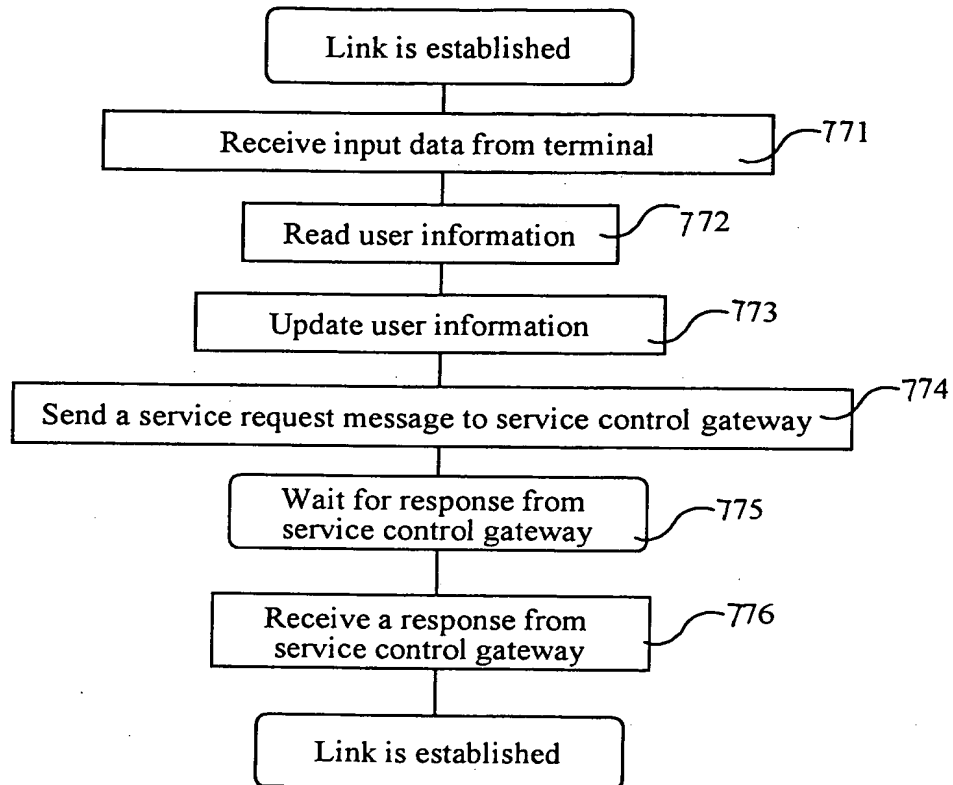 Link is established
Receive input data from terminal
771
Read user information
772
Update user information
773
Send a service request message to service control gateway
774
Wait for response from
service control gateway
775
Receive a response from
service control gateway
776
Link is established